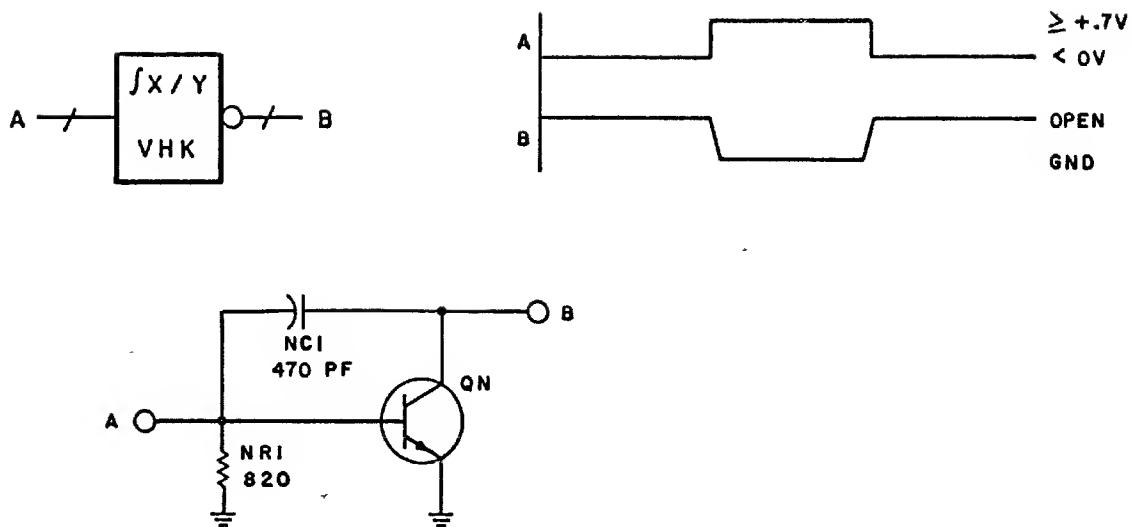 ∫X / Y
A
B
VHK
A
≥ +.7V
< 0V
B
OPEN
GND
B
NC1
470 PF
QN
A
NR1
820